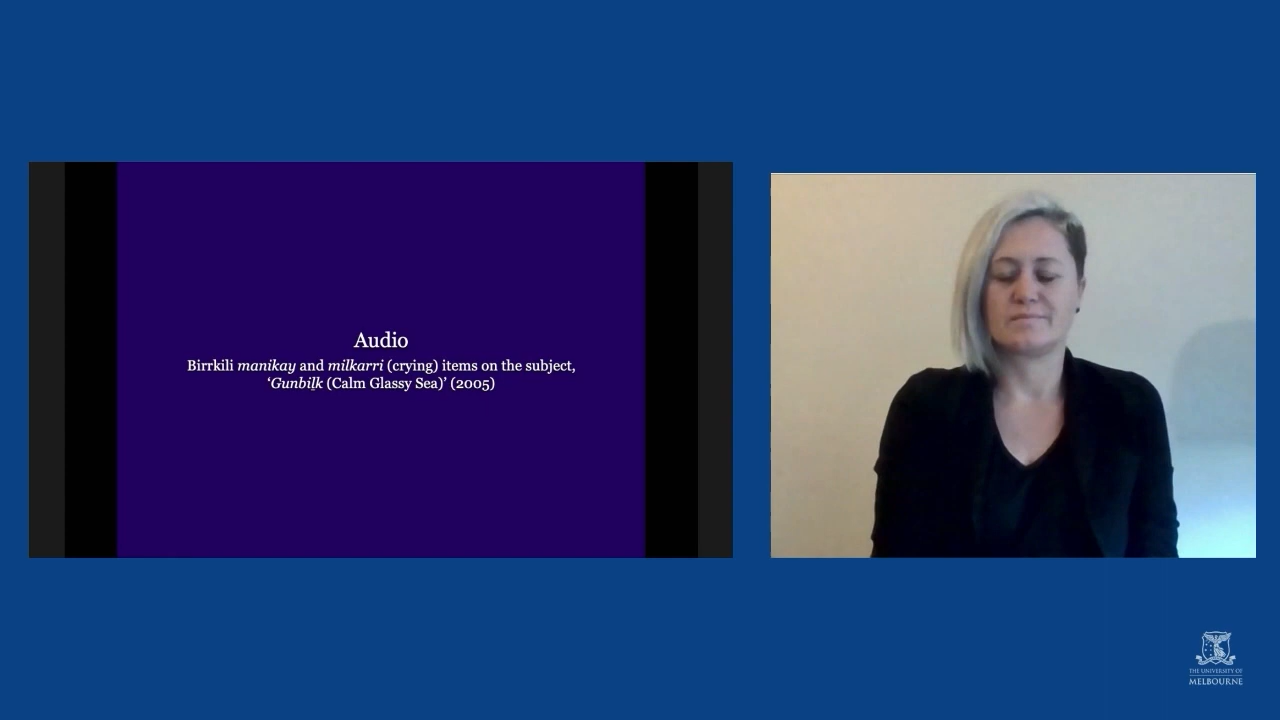 Audio
Birrkili manikay and milkarri (crying) items on the subject,
‘Gunbiḻk (Calm Glassy Sea)’ (2005)
THE UNIVERSITY OF
MELBOURNE